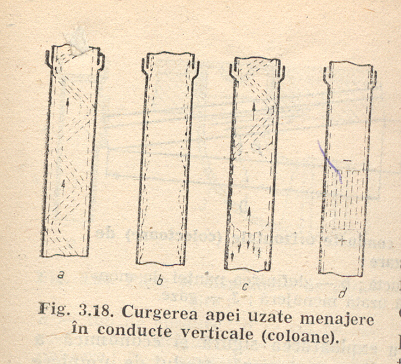 a b c d
Fig. 3.18. Curgerea apei uzate menajere
în conducte verticale (coloane).